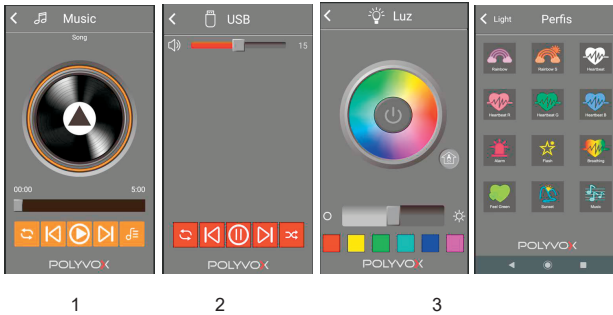 Music
Song
00:00 5:00
POLYVOX
1
USB
15
POLYVOX
2
Luz
POLYVOX
3
Light Perfis
Rainbow Rainbow S Heartbeat
Heartbeat R Heartbeat G Heartbeat B
Alarm Flash Breathing
Fast Green Sunset Music
POLYVOX